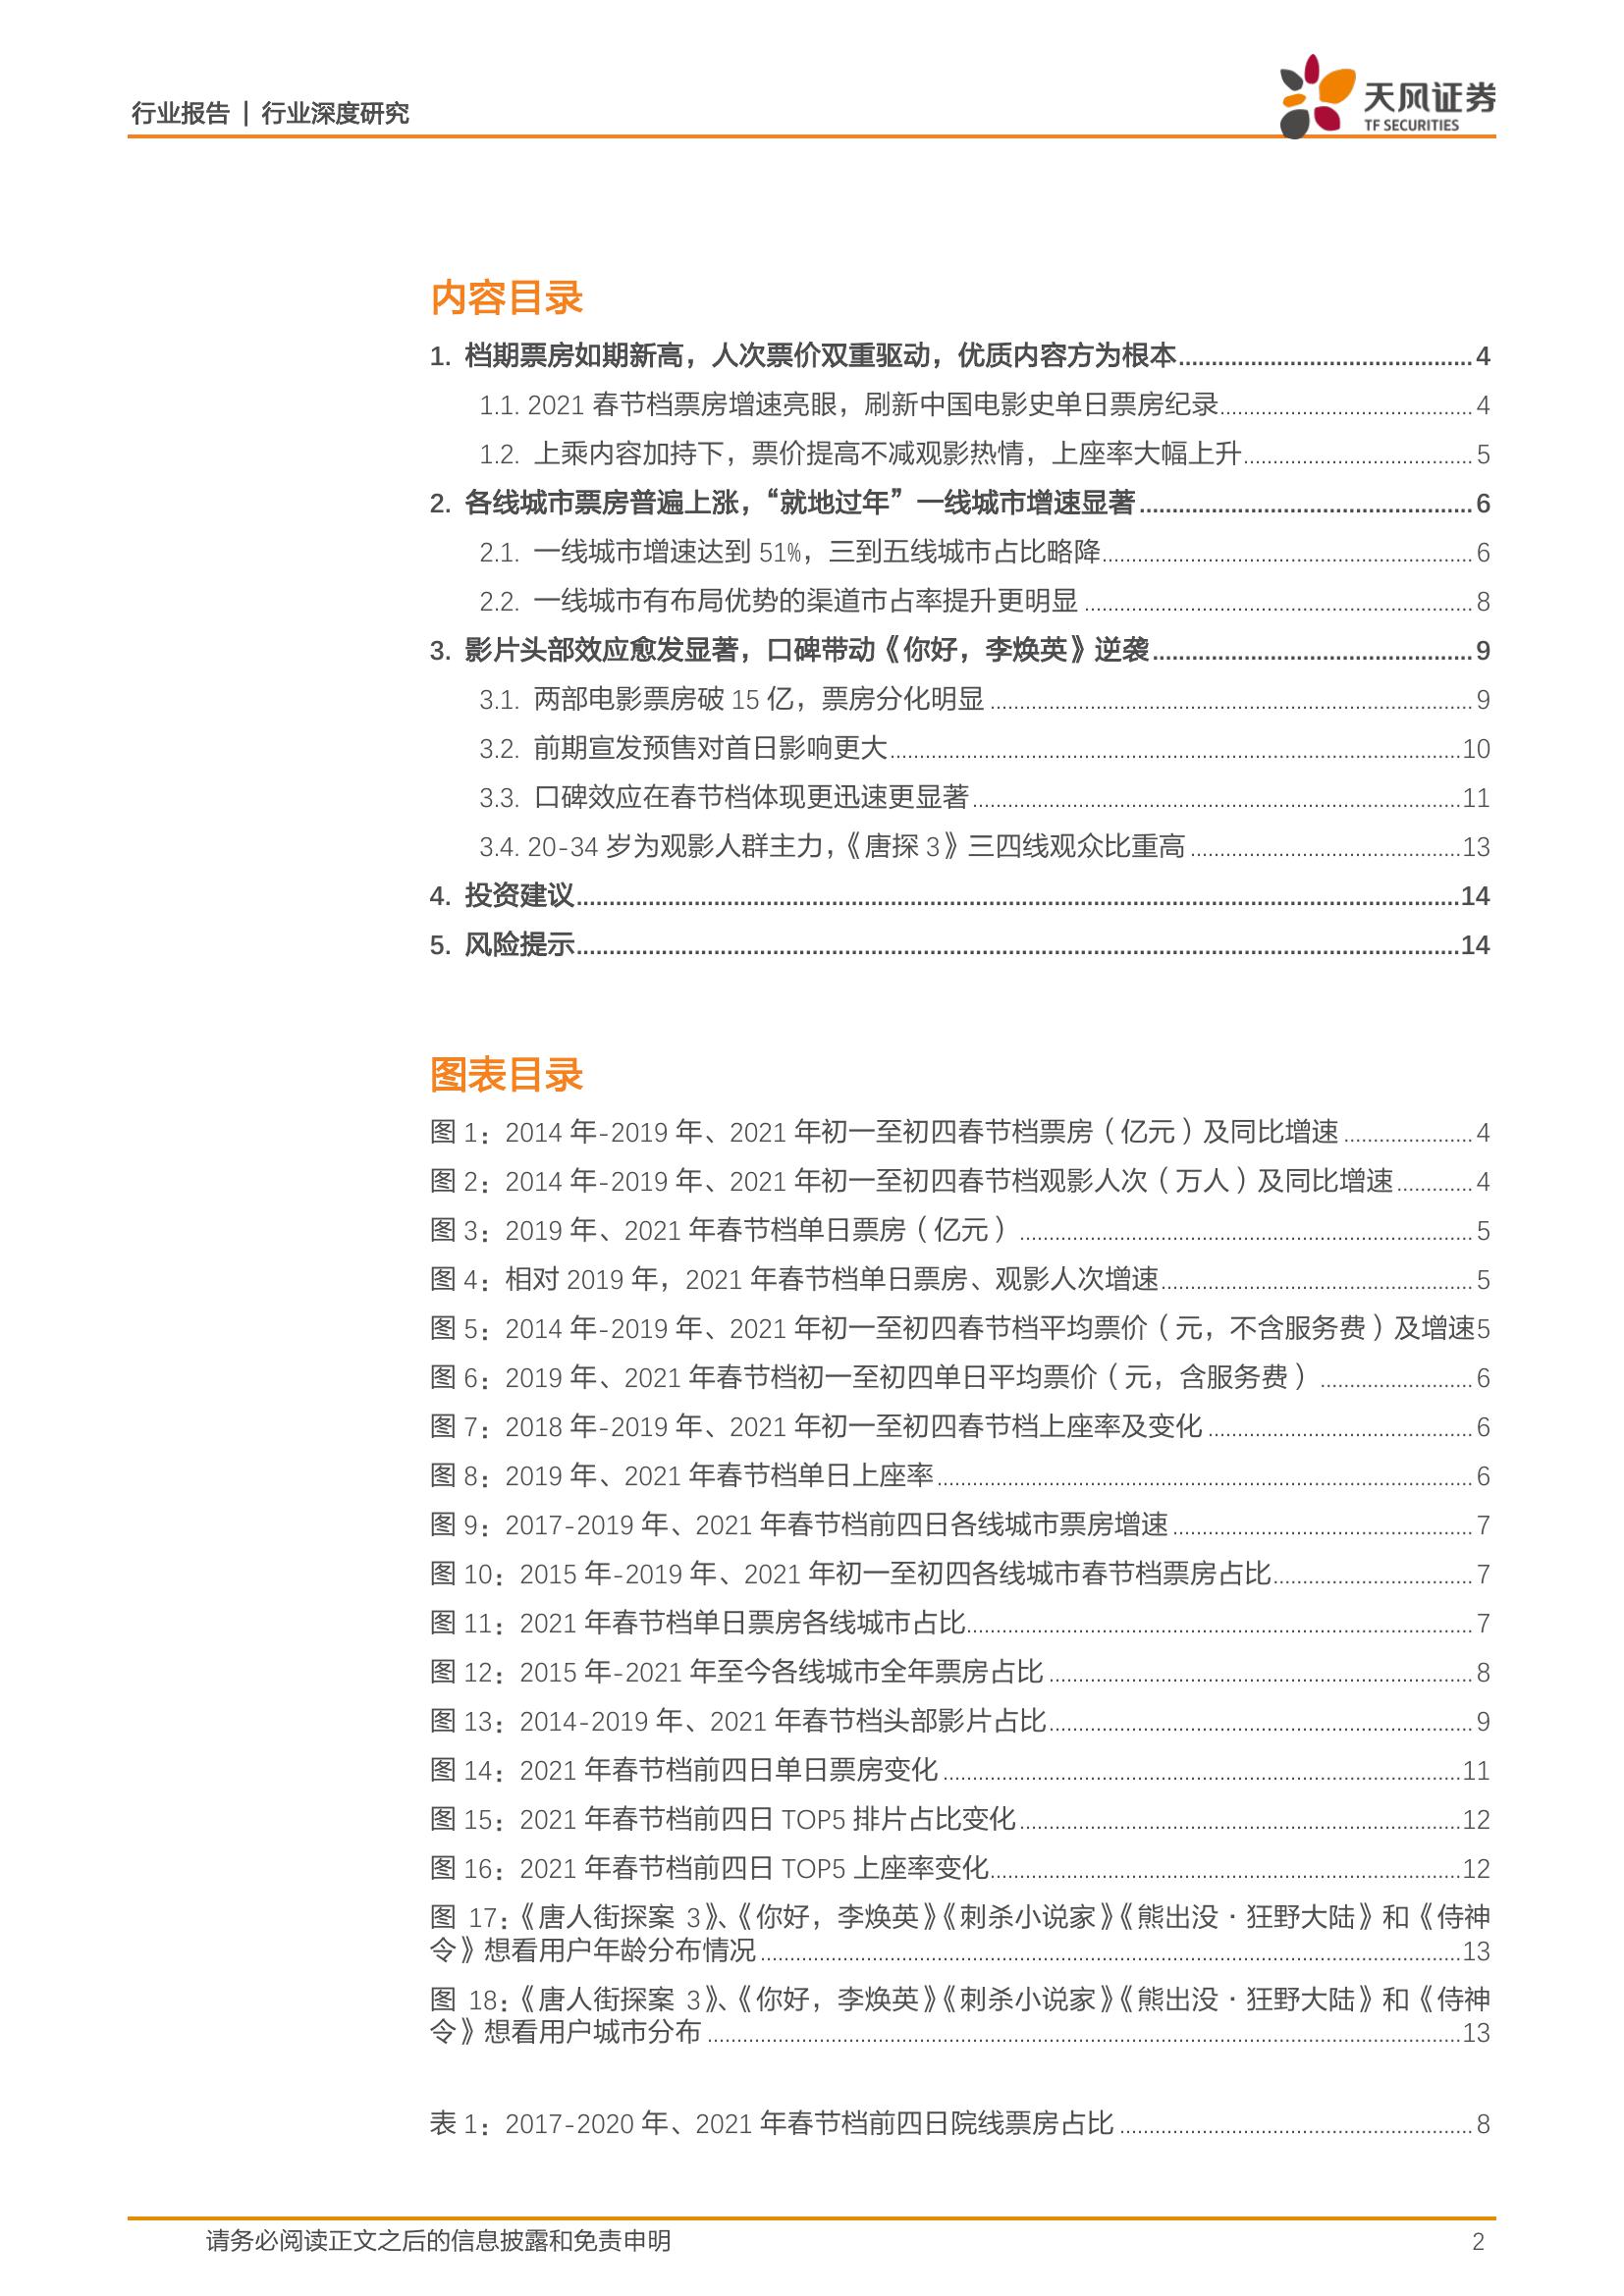 行业报告 | 行业深度研究
天风证券
TF SECURITIES
内容目录
1. 档期票房如期新高，人次票价双重驱动，优质内容方为根本........................................4
1.1. 2021 春节档票房增速亮眼，刷新中国电影史单日票房纪录........................................4
1.2. 上乘内容加持下，票价提高不减观影热情，上座率大幅上升........................................5
2. 各线城市票房普遍上涨，“就地过年”一线城市增速显著........................................6
2.1. 一线城市增速达到 51%，三到五线城市占比略降........................................6
2.2. 一线城市有布局优势的渠道市占率提升更明显........................................8
3. 影片头部效应愈发显著，口碑带动《你好，李焕英》逆袭........................................9
3.1. 两部电影票房破 15 亿，票房分化明显........................................9
3.2. 前期宣发预售对首日影响更大........................................10
3.3. 口碑效应在春节档体现更迅速更显著........................................11
3.4. 20-34 岁为观影人群主力，《唐探 3》三四线观众比重高........................................13
4. 投资建议........................................14
5. 风险提示........................................14
图表目录
图 1：2014 年-2019 年、2021 年初一至初四春节档票房（亿元）及同比增速....................4
图 2：2014 年-2019 年、2021 年初一至初四春节档观影人次（万人）及同比增速............4
图 3：2019 年、2021 年春节档单日票房（亿元）........................................5
图 4：相对 2019 年，2021 年春节档单日票房、观影人次增速........................................5
图 5：2014 年-2019 年、2021 年初一至初四春节档平均票价（元，不含服务费）及增速5
图 6：2019 年、2021 年春节档初一至初四单日平均票价（元，含服务费）....................6
图 7：2018 年-2019 年、2021 年初一至初四春节档上座率及变化........................................6
图 8：2019 年、2021 年春节档单日上座率........................................6
图 9：2017-2019 年、2021 年春节档前四日各线城市票房增速........................................7
图 10：2015 年-2019 年、2021 年初一至初四各线城市春节档票房占比........................................7
图 11：2021 年春节档单日票房各线城市占比........................................7
图 12：2015 年-2021 年至今各线城市全年票房占比........................................8
图 13：2014-2019 年、2021 年春节档头部影片占比........................................9
图 14：2021 年春节档前四日单日票房变化........................................11
图 15：2021 年春节档前四日 TOP5 排片占比变化........................................12
图 16：2021 年春节档前四日 TOP5 上座率变化........................................12
图 17：《唐人街探案 3》、《你好，李焕英》《刺杀小说家》《熊出没·狂野大陆》和《侍神
令》想看用户年龄分布情况........................................13
图 18：《唐人街探案 3》、《你好，李焕英》《刺杀小说家》《熊出没·狂野大陆》和《侍神
令》想看用户城市分布........................................13
表 1：2017-2020 年、2021 年春节档前四日院线票房占比........................................8
请务必阅读正文之后的信息披露和免责申明 2